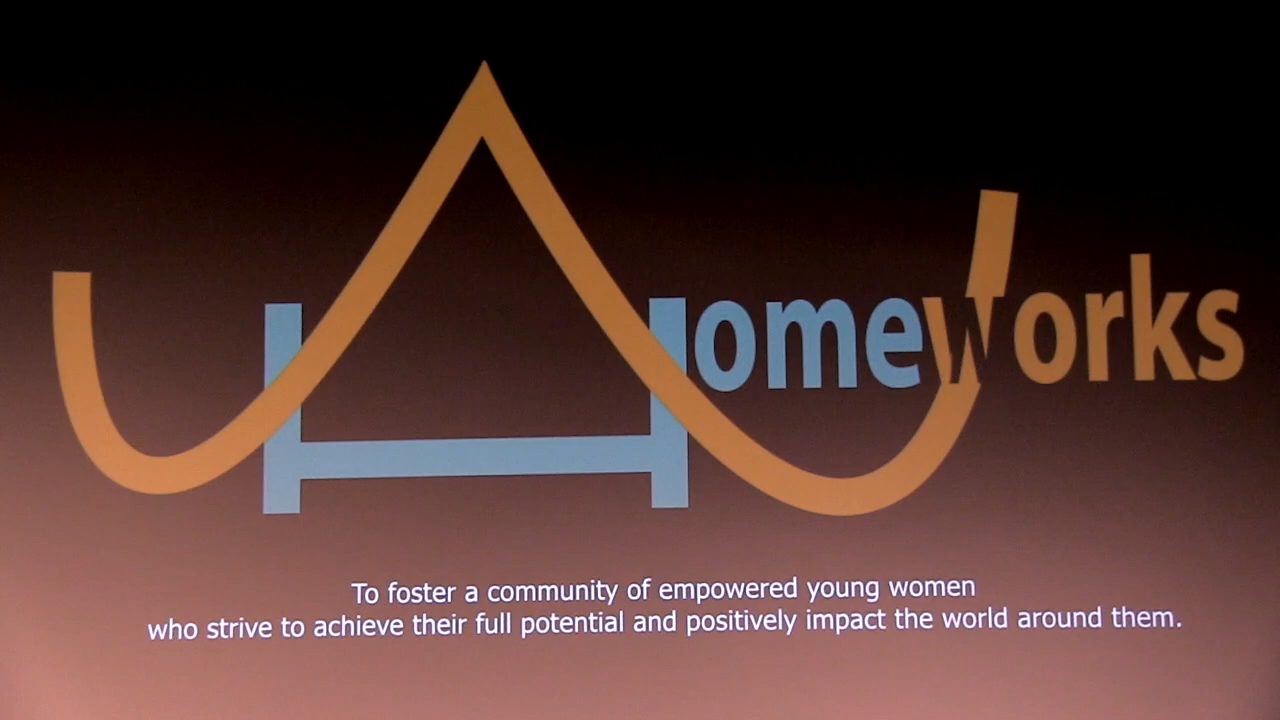 Homeworks
To foster a community of empowered young women
who strive to achieve their full potential and positively impact the world around them.